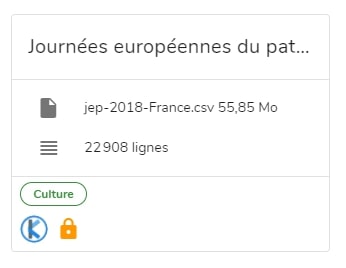 Journées européennes du pat...
jep-2018-France.csv 55,85 Mo
22 908 lignes
Culture